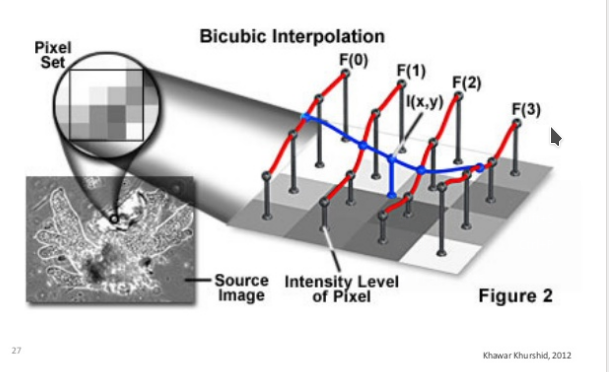 Bicubic Interpolation
Pixel
Set
F(0)
F(1)
F(2)
I(x,y)
F(3)
Source
Image
Intensity Level
of Pixel
Figure 2
27
Khawar Khurshid, 2012